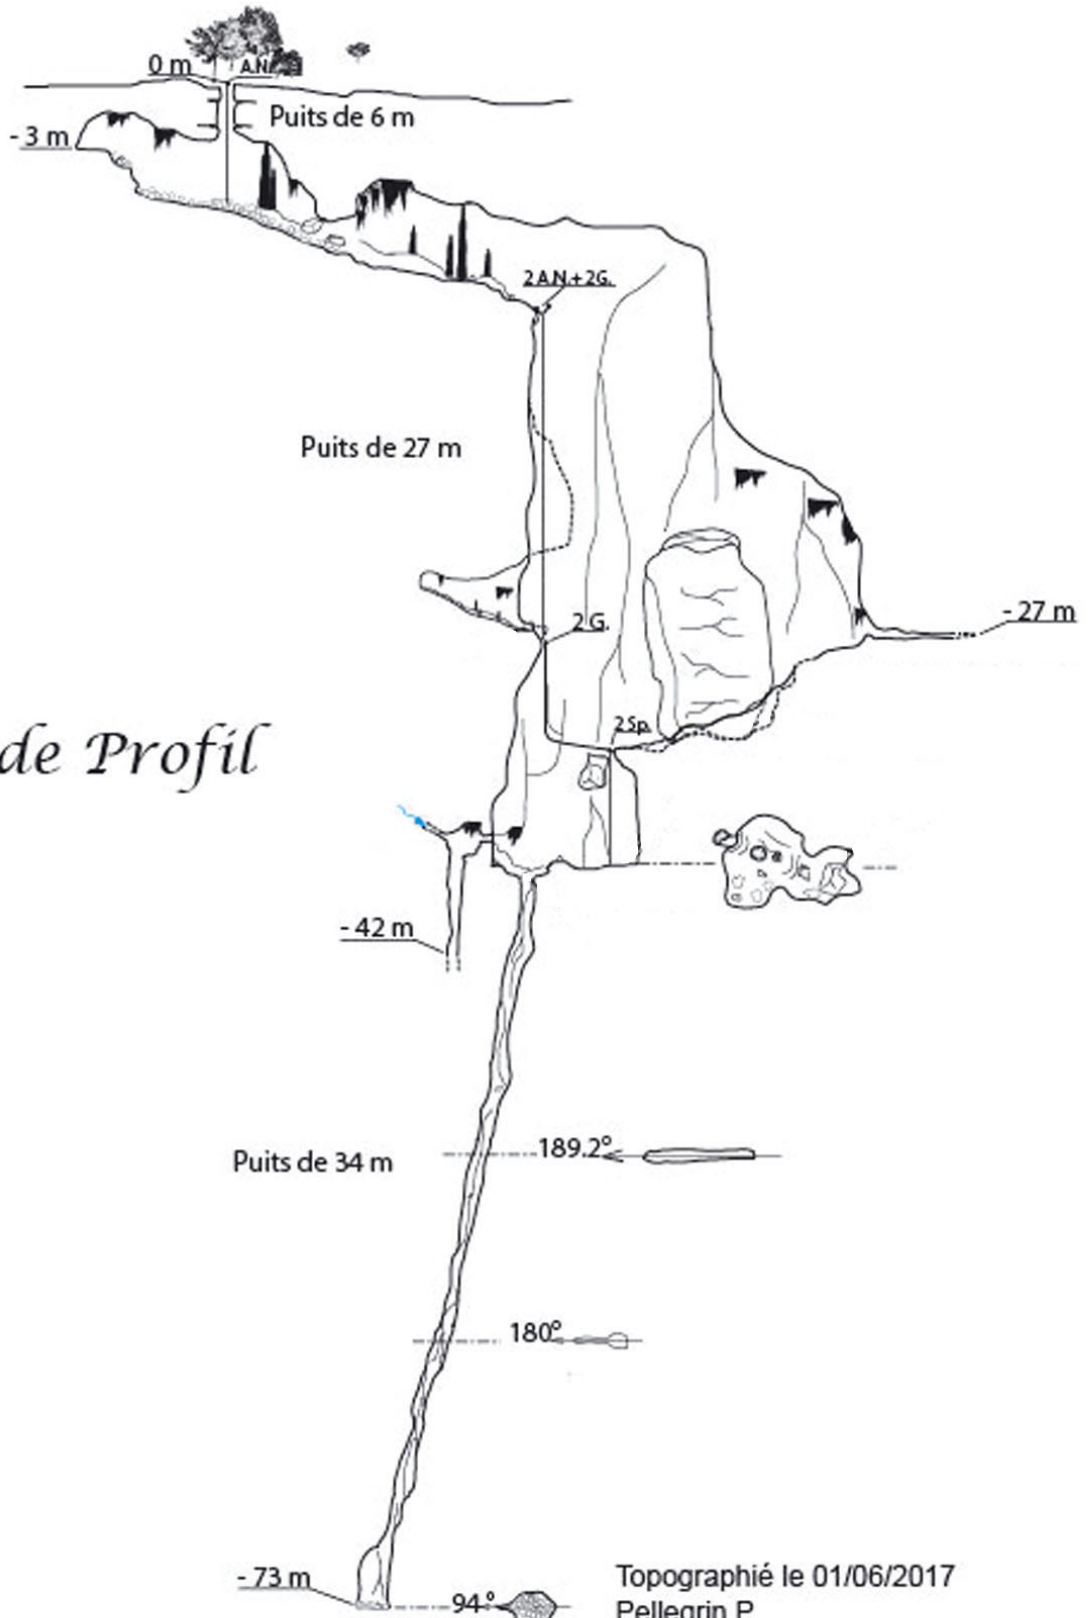 0 m
A.N.
Puits de 6 m
- 3 m
2 A.N.+ 2G.
Puits de 27 m
- 27 m
2 G.
2 Sp.
de Profil
- 42 m
189.2°
Puits de 34 m
180°
- 73 m
94°
Topographié le 01/06/2017
Pellegrin P